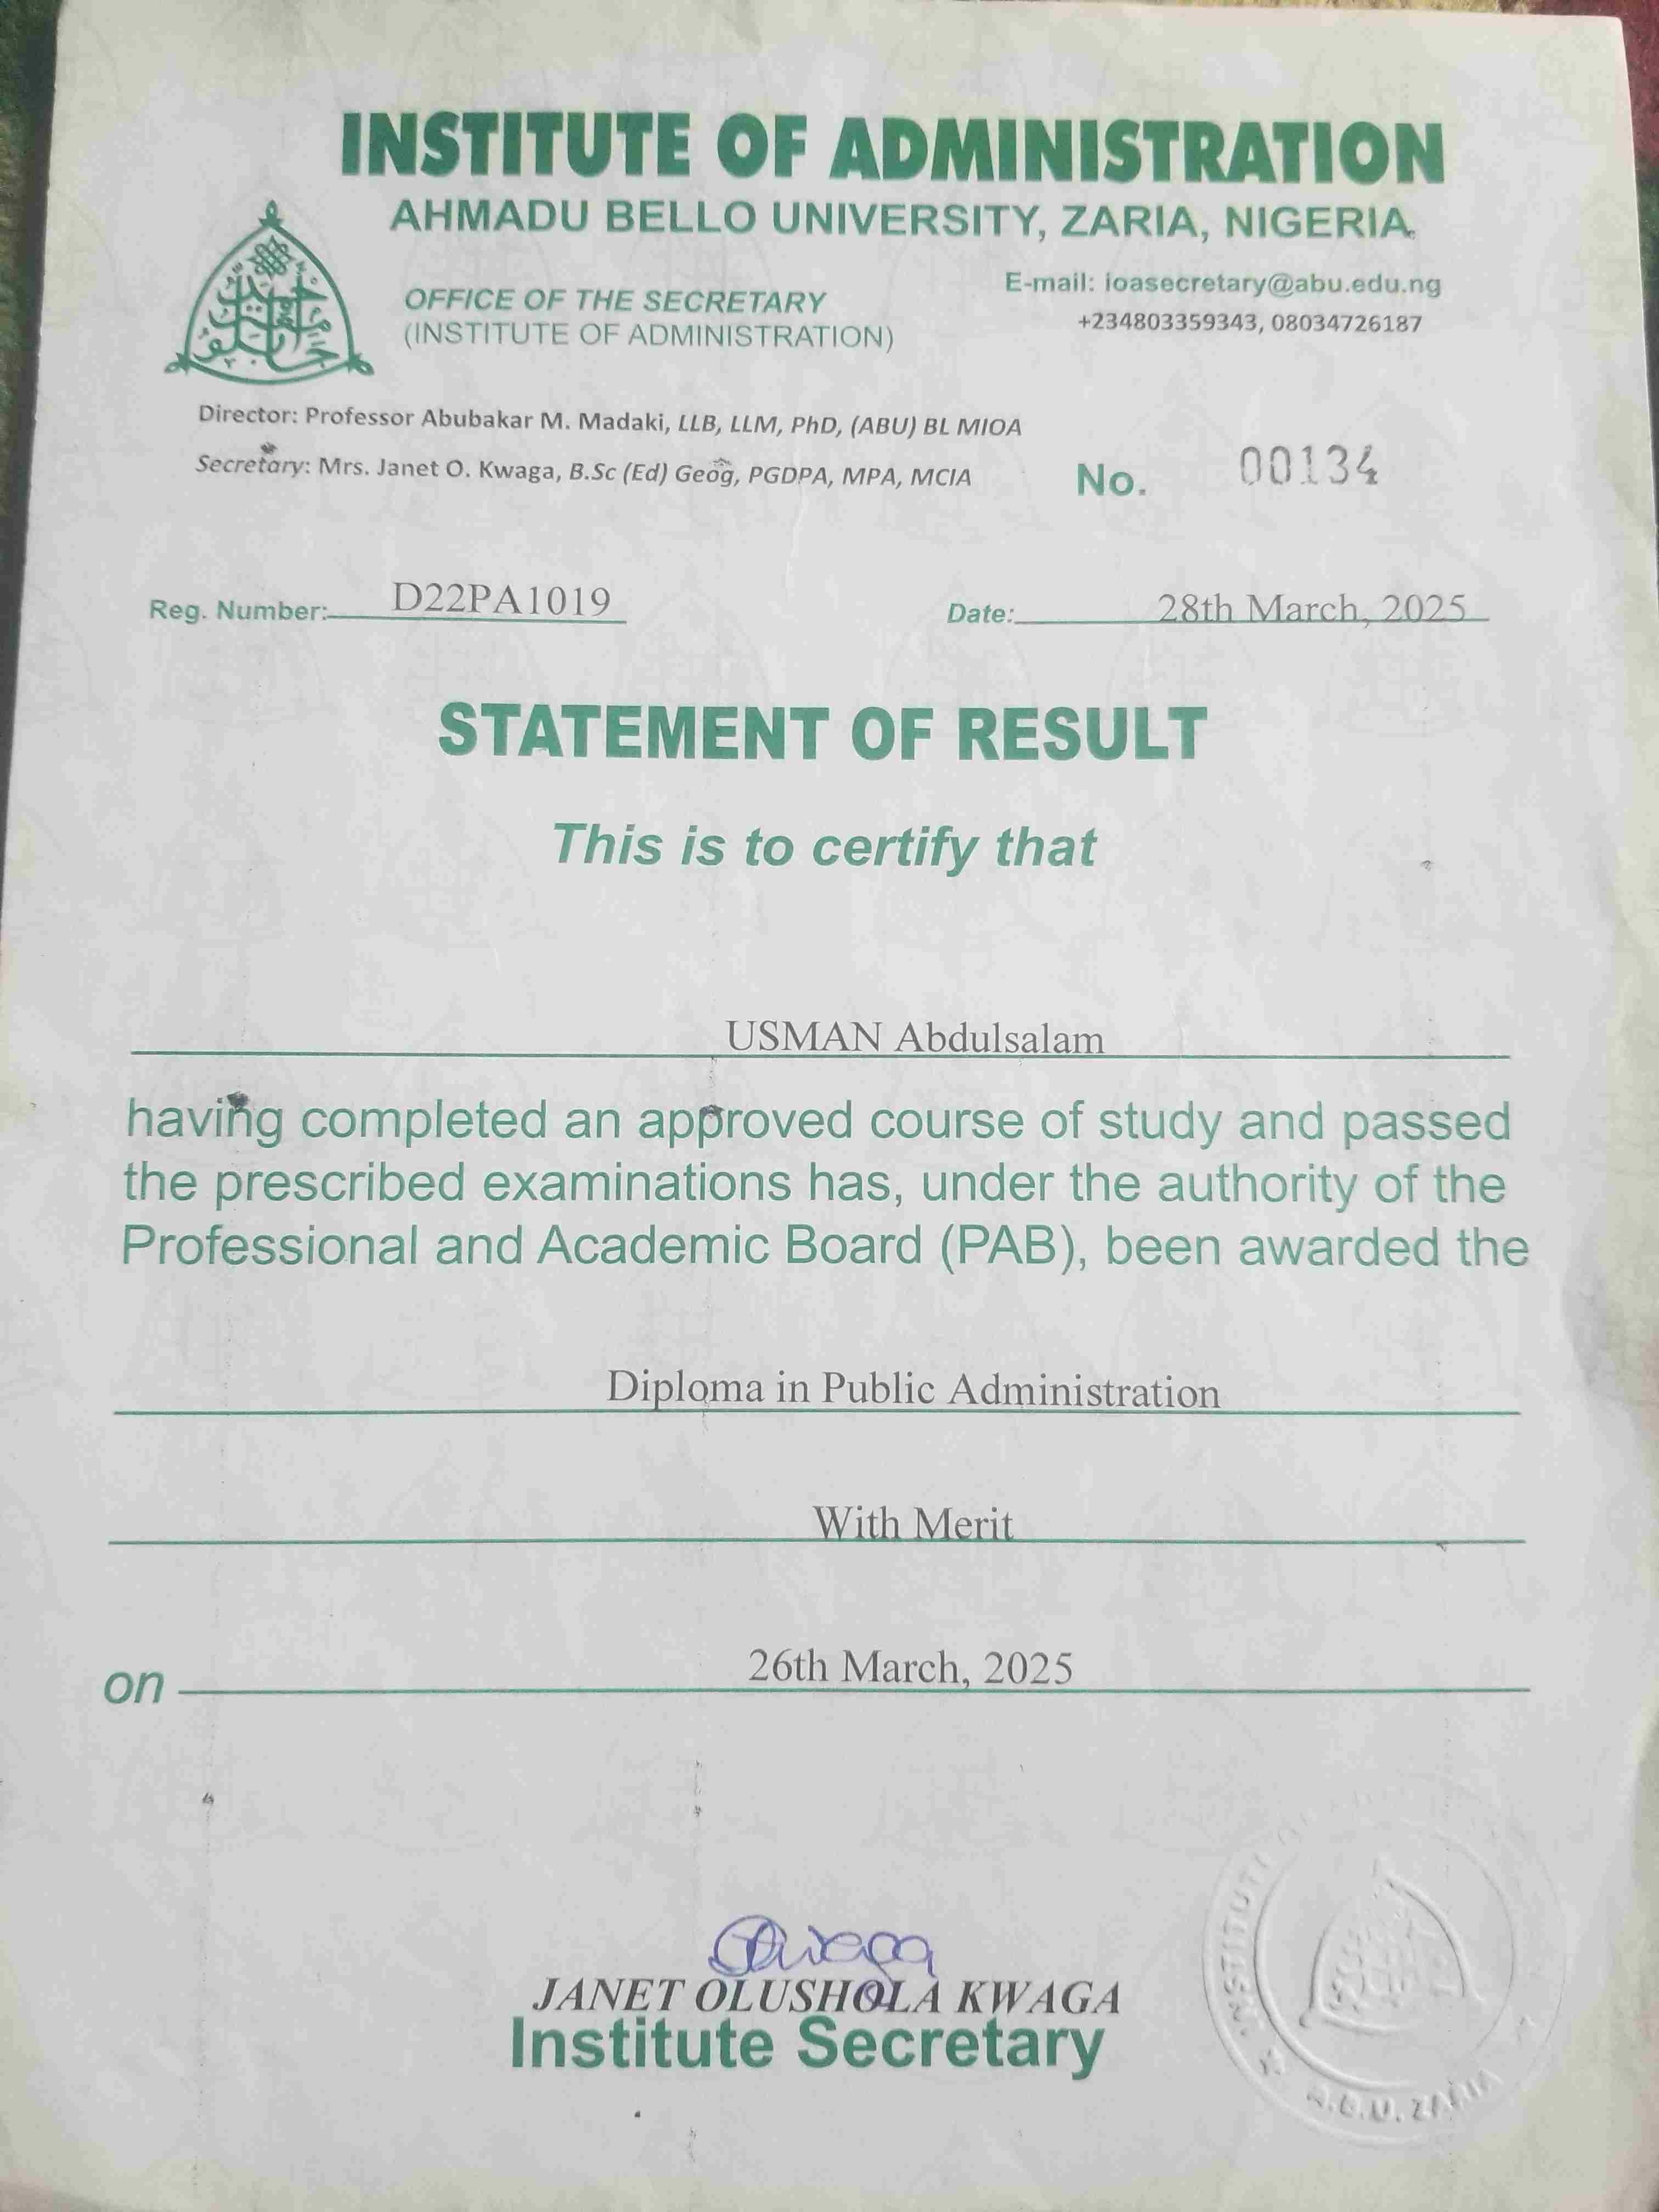 INSTITUTE OF ADMINISTRATION
AHMADU BELLO UNIVERSITY, ZARIA, NIGERIA.
OFFICE OF THE SECRETARY
(INSTITUTE OF ADMINISTRATION)
E-mail: ioasecretary@abu.edu.ng
+234803359343, 08034726187
Director: Professor Abubakar M. Madaki, LLB, LLM, PhD, (ABU) BL MIOA
Secretary: Mrs. Janet O. Kwaga, B.Sc (Ed) Geog, PGDPA, MPA, MCIA
No. 00134
Reg. Number: D22PA1019
Date: 28th March, 2025
STATEMENT OF RESULT
This is to certify that
USMAN Abdulsalam
having completed an approved course of study and passed
the prescribed examinations has, under the authority of the
Professional and Academic Board (PAB), been awarded the
Diploma in Public Administration
With Merit
on 26th March, 2025
JANET OLUSHOLA KWAGA
Institute Secretary
A.B.U. ZARIA